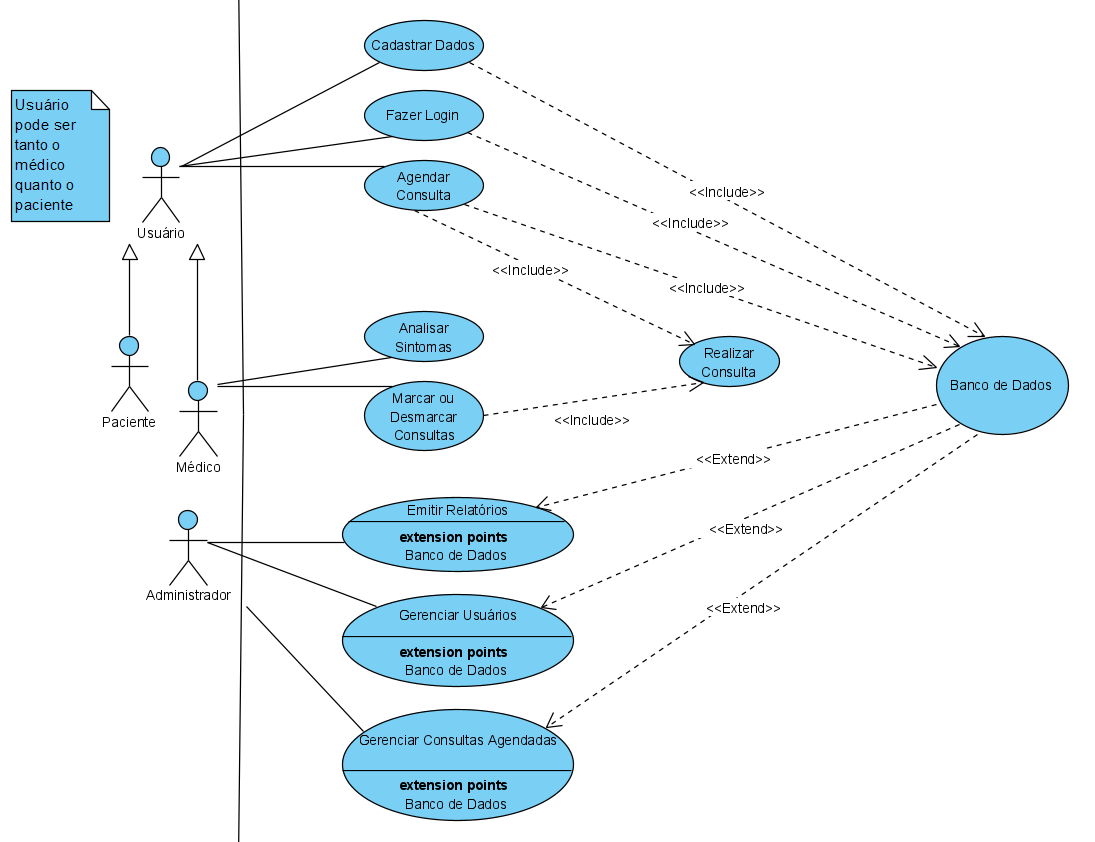 Cadastrar Dados
Usuário
pode ser
tanto o
médico
quanto o
paciente
Fazer Login
Agendar
Consulta
<<Include>>
<<Include>>
Usuário
<<Include>>
<<Include>>
Analisar
Sintomas
Realizar
Consulta
Banco de Dados
Marcar ou
Desmarcar
Consultas
<<Include>>
Paciente
Médico
<<Extend>>
Emitir Relatórios
extension points
Banco de Dados
<<Extend>>
Administrador
<<Extend>>
Gerenciar Usuários
extension points
Banco de Dados
Gerenciar Consultas Agendadas
extension points
Banco de Dados